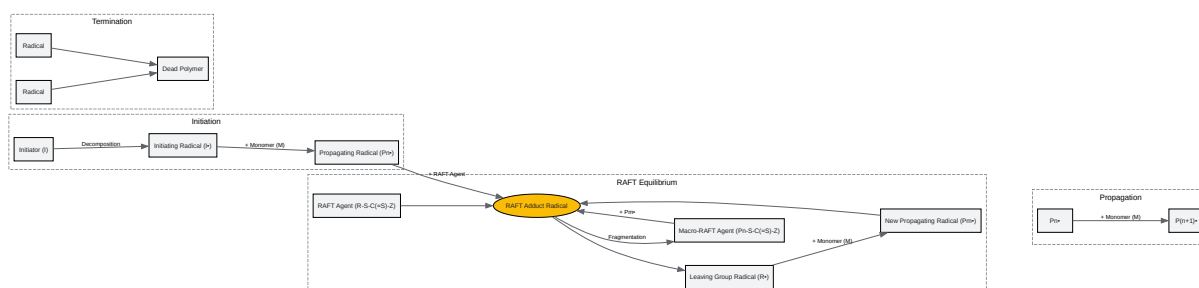 Termination
Radical
Dead Polymer
Radical
Initiation
Initiator (I)
Decomposition
Initiating Radical (I•)
+ Monomer (M)
Propagating Radical (Pn•)
+ RAFT Agent
RAFT Equilibrium
RAFT Agent (R-S-C(=S)-Z)
RAFT Adduct Radical
+ Pm•
Macro-RAFT Agent (Pn-S-C(=S)-Z)
Fragmentation
New Propagating Radical (Pm•)
+ Monomer (M)
Leaving Group Radical (R•)
Propagation
Pn•
+ Monomer (M)
P(n+1)•